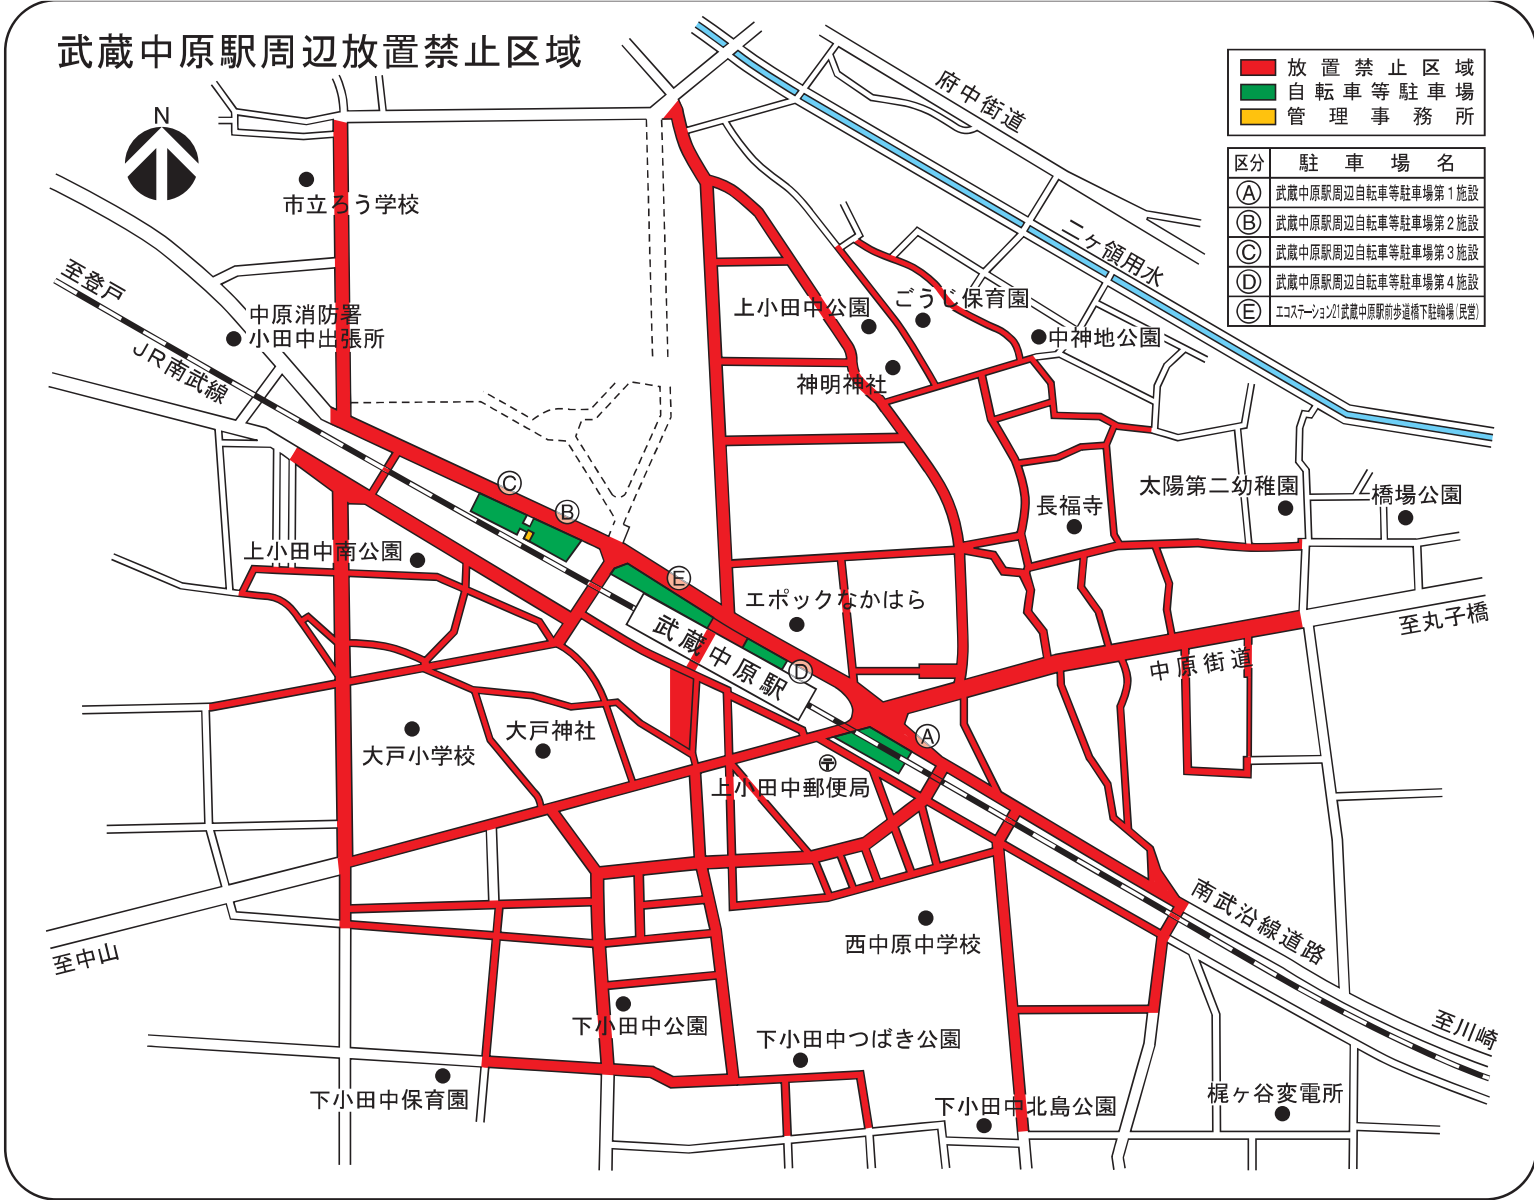 武蔵中原駅周辺放置禁止区域
N
放置禁止区域
自転車等駐車場
管理事務所
区分 駐車場名
A 武蔵中原駅周辺自転車等駐車場第1施設
B 武蔵中原駅周辺自転車等駐車場第2施設
C 武蔵中原駅周辺自転車等駐車場第3施設
D 武蔵中原駅周辺自転車等駐車場第4施設
E エコステーション21武蔵中原駅前歩道橋下駐輪場(民営)
府中街道
市立ろう学校
二ヶ領用水
至登戸
中原消防署
小田中出張所
JR南武線
上小田中公園
ごうじ保育園
中神地公園
神明神社
太陽第二幼稚園
橋場公園
長福寺
C
B
上小田中南公園
E
エポックなかはら
至丸子橋
武蔵中原駅
D
中原街道
A
大戸神社
大戸小学校
〒
上小田中郵便局
南武沿線道路
西中原中学校
至中山
下小田中公園
下小田中つばき公園
至川崎
下小田中保育園
下小田中北島公園
梶ヶ谷変電所